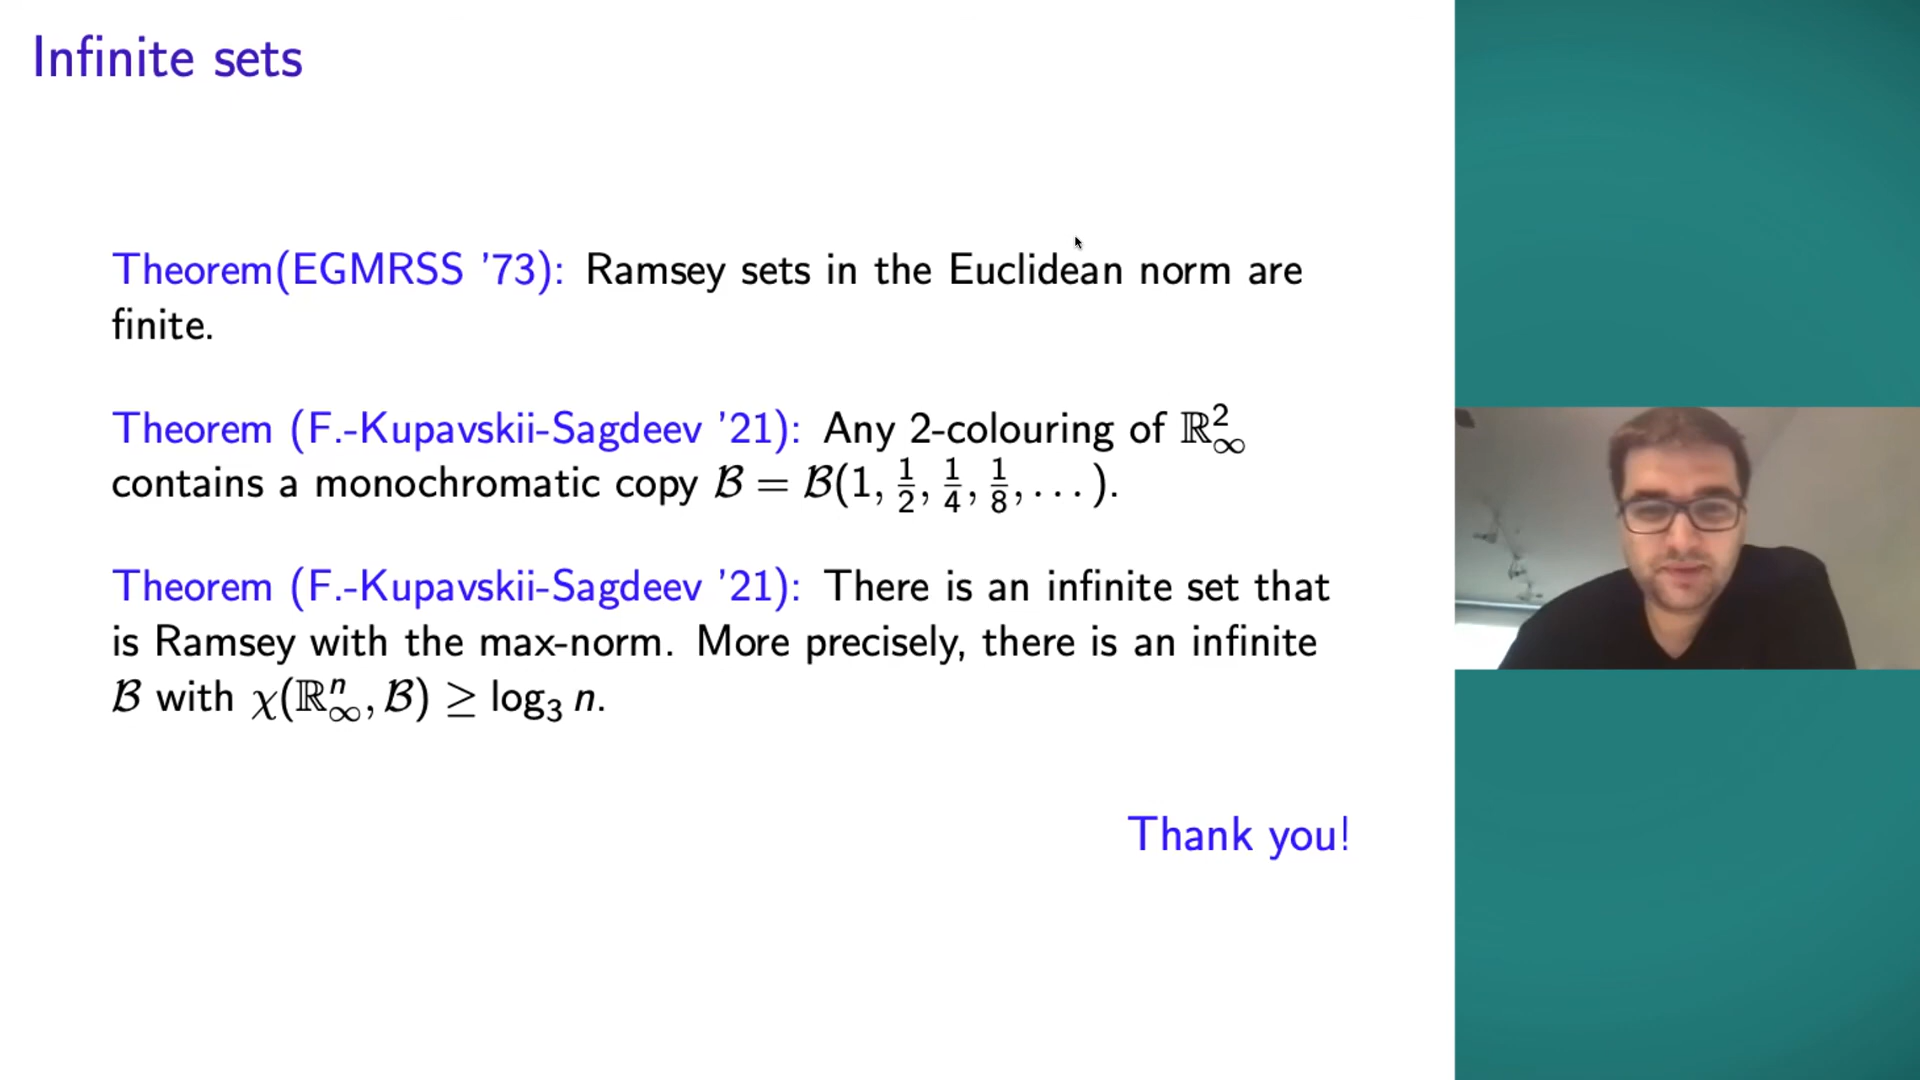 Infinite sets
Theorem(EGMRSS '73): Ramsey sets in the Euclidean norm are
finite.
Theorem (F.-Kupavskii-Sagdeev '21): Any 2-colouring of ℝ²_∞
contains a monochromatic copy ℬ = ℬ(1, 1/2, 1/4, 1/8, . . . ).
Theorem (F.-Kupavskii-Sagdeev '21): There is an infinite set that
is Ramsey with the max-norm. More precisely, there is an infinite
ℬ with χ(ℝⁿ_∞, ℬ) ≥ log₃ n.
Thank you!